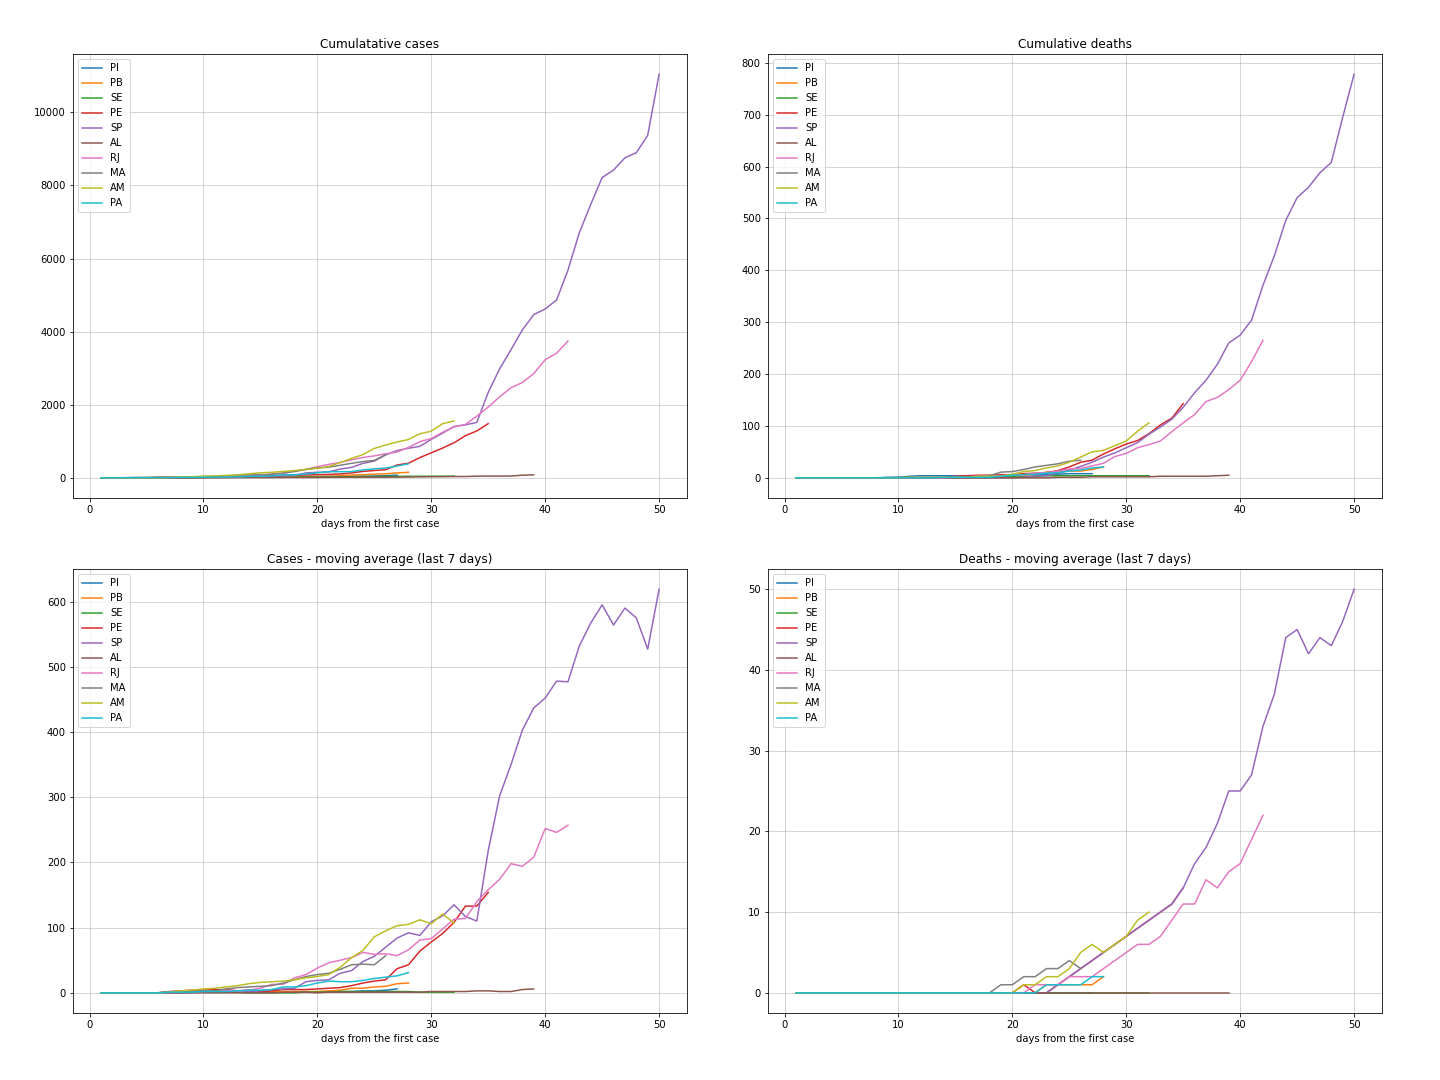 Cumulatative cases
PI
PB
SE
PE
SP
AL
RJ
MA
AM
PA
10000
8000
6000
4000
2000
0
0 10 20 30 40 50
days from the first case
Cumulative deaths
PI
PB
SE
PE
SP
AL
RJ
MA
AM
PA
800
700
600
500
400
300
200
100
0
0 10 20 30 40 50
days from the first case
Cases - moving average (last 7 days)
PI
PB
SE
PE
SP
AL
RJ
MA
AM
PA
600
500
400
300
200
100
0
0 10 20 30 40 50
days from the first case
Deaths - moving average (last 7 days)
PI
PB
SE
PE
SP
AL
RJ
MA
AM
PA
50
40
30
20
10
0
0 10 20 30 40 50
days from the first case